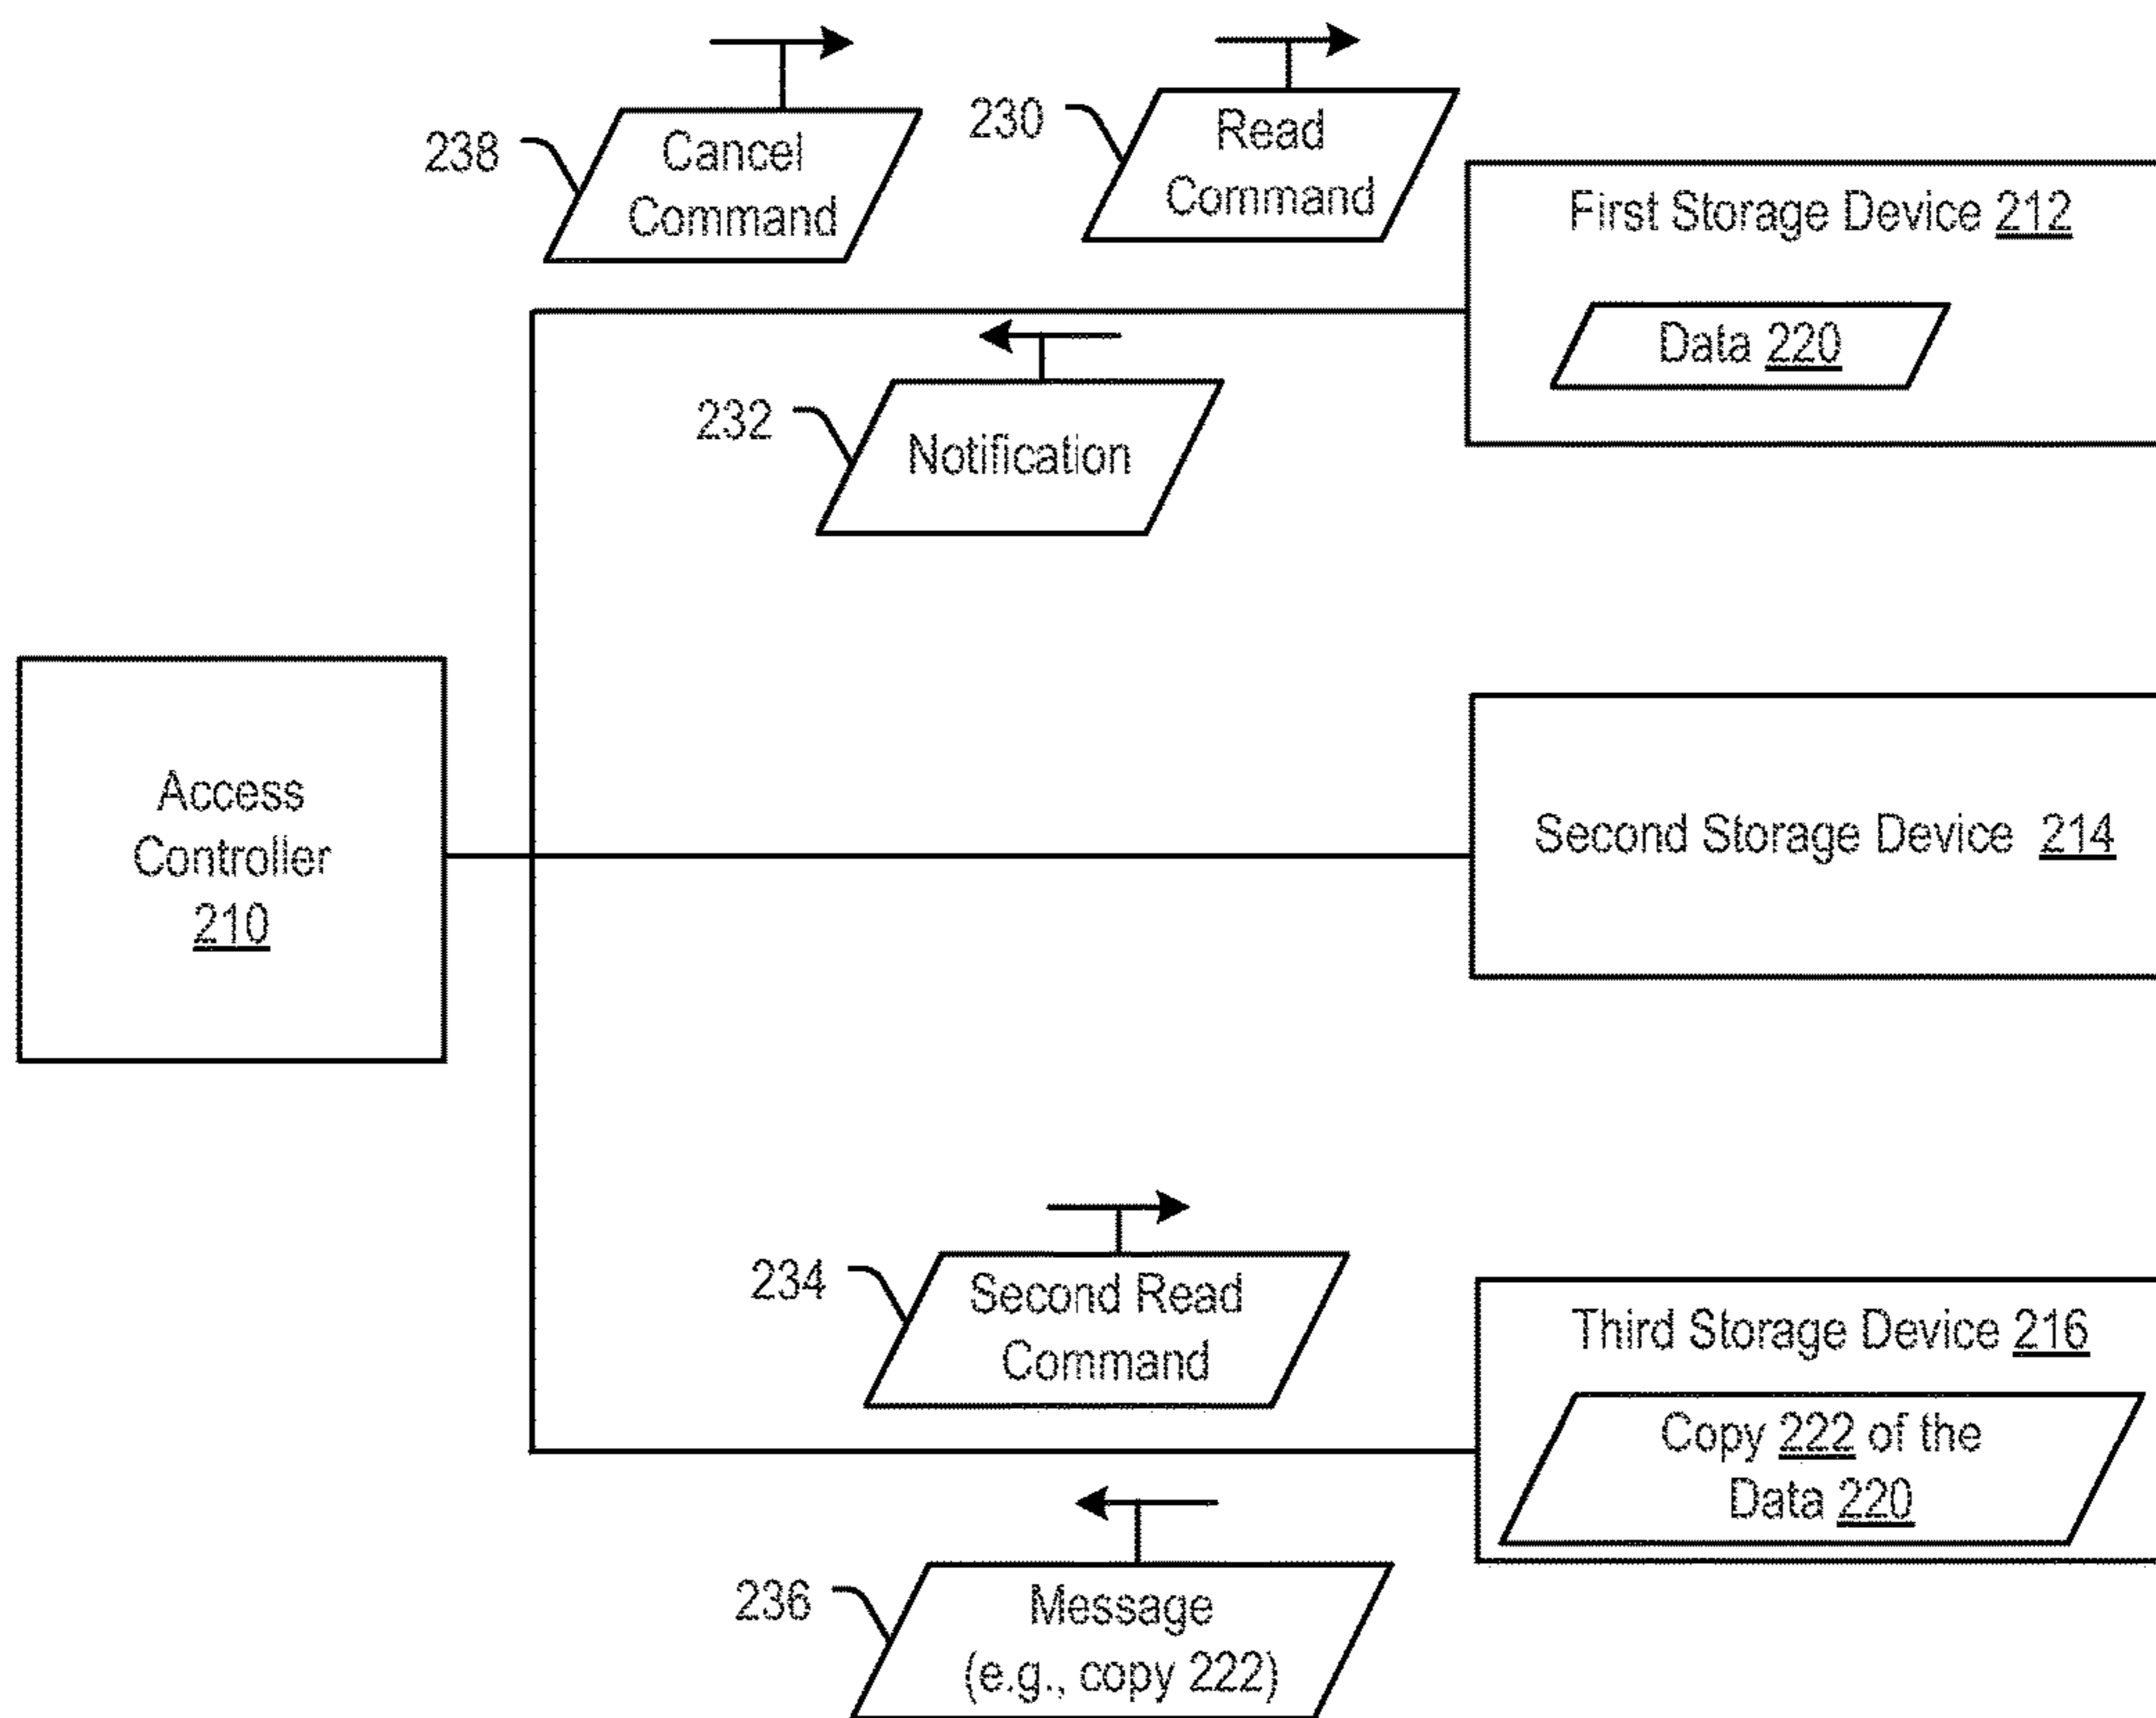 238
Cancel
Command
230
Read
Command
First Storage Device 212
Data 220
232
Notification
Access
Controller
210
Second Storage Device 214
234
Second Read
Command
Third Storage Device 216
Copy 222 of the
Data 220
236
Message
(e.g., copy 222)